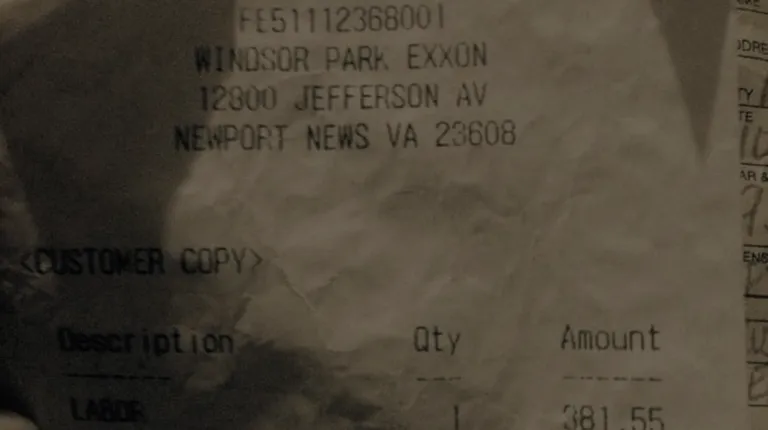 FE51112368001
WINDSOR PARK EXXON
12800 JEFFERSON AV
NEWPORT NEWS VA 23608
<CUSTOMER COPY>
Description Qty Amount
LABOR 1 381.55